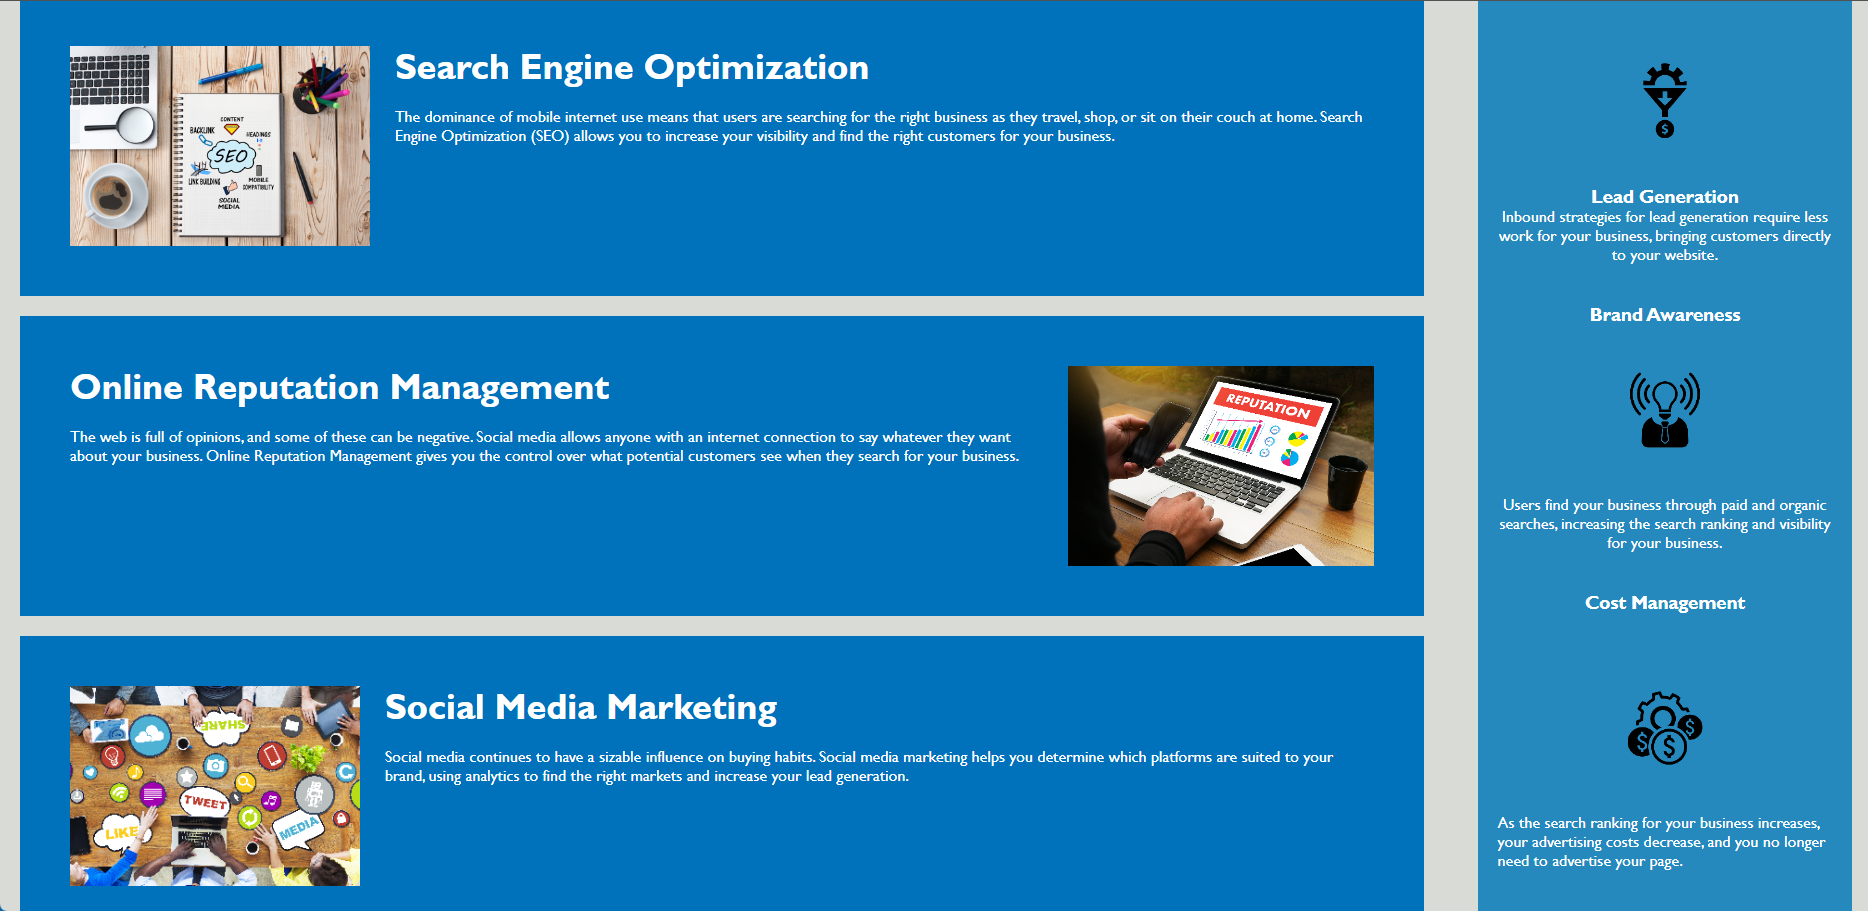 Search Engine Optimization
The dominance of mobile internet use means that users are searching for the right business as they travel, shop, or sit on their couch at home. Search
Engine Optimization (SEO) allows you to increase your visibility and find the right customers for your business.
CONTENT
BACKLINK
HEADINGS
SEO
LINK BUILDING
MOBILE
COMPATIBILITY
SOCIAL
MEDIA
Online Reputation Management
The web is full of opinions, and some of these can be negative. Social media allows anyone with an internet connection to say whatever they want
about your business. Online Reputation Management gives you the control over what potential customers see when they search for your business.
REPUTATION
Social Media Marketing
Social media continues to have a sizable influence on buying habits. Social media marketing helps you determine which platforms are suited to your
brand, using analytics to find the right markets and increase your lead generation.
SHARE
TWEET
LIKE
MEDIA
$
Lead Generation
Inbound strategies for lead generation require less
work for your business, bringing customers directly
to your website.
Brand Awareness
Users find your business through paid and organic
searches, increasing the search ranking and visibility
for your business.
Cost Management
$
$ $
As the search ranking for your business increases,
your advertising costs decrease, and you no longer
need to advertise your page.